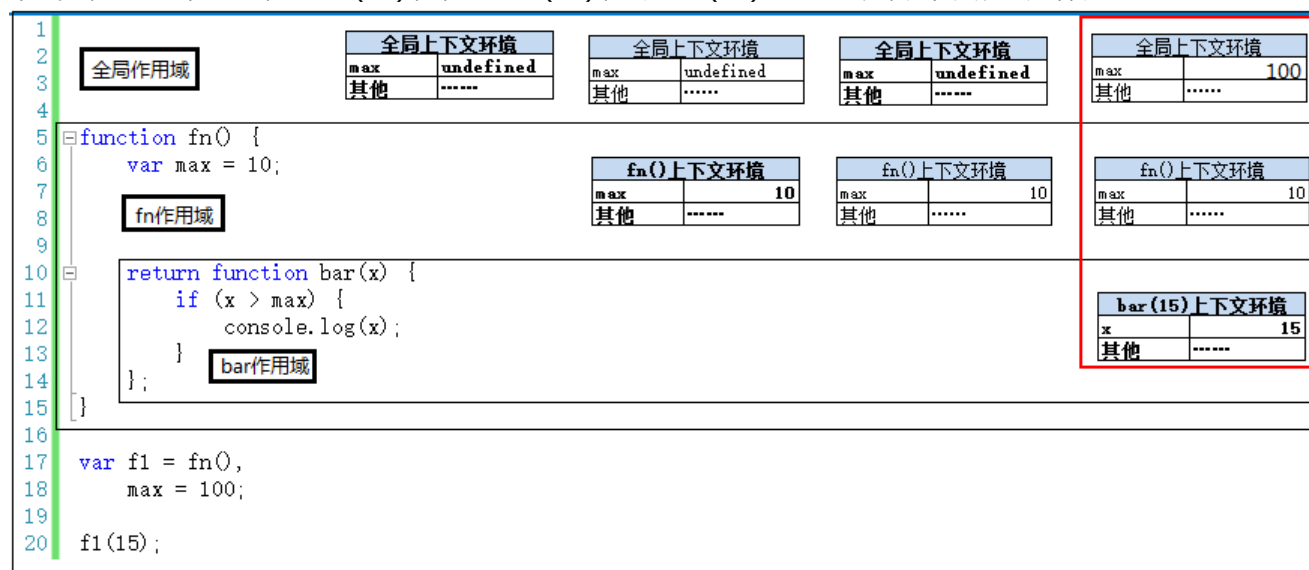 1
2
3
4
5 function fn() {
6 var max = 10;
7
8
9
10 return function bar(x) {
11 if (x > max) {
12 console.log(x);
13 }
14 };
15 }
16
17 var f1 = fn(),
18 max = 100;
19
20 f1(15);
全局作用域
fn作用域
bar作用域
全局上下文环境
max undefined
其他 ……
全局上下文环境
max undefined
其他 ……
全局上下文环境
max undefined
其他 ……
全局上下文环境
max 100
其他 ……
fn()上下文环境
max 10
其他 ……
fn()上下文环境
max 10
其他 ……
fn()上下文环境
max 10
其他 ……
bar(15)上下文环境
x 15
其他 ……